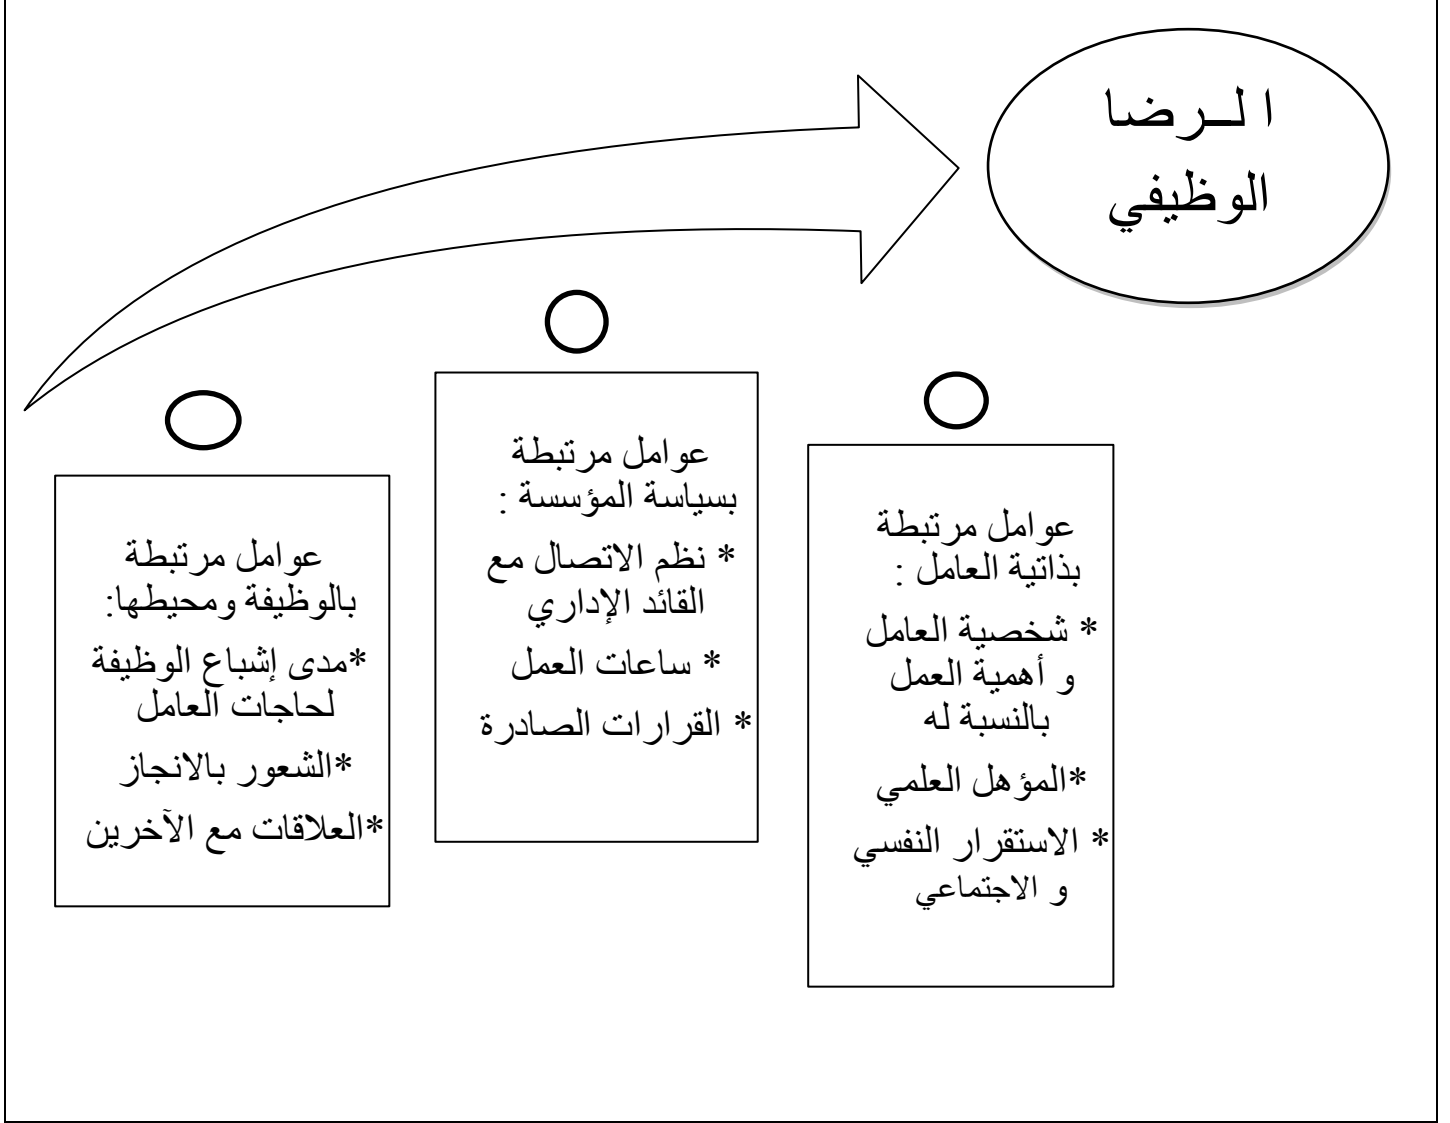 الـرضا
الوظيفي
عوامل مرتبطة
بذاتية العامل :
* شخصية العامل
و أهمية العمل
بالنسبة له
*المؤهل العلمي
* الاستقرار النفسي
و الاجتماعي
عوامل مرتبطة
بسياسة المؤسسة :
* نظم الاتصال مع
القائد الإداري
* ساعات العمل
* القرارات الصادرة
عوامل مرتبطة
بالوظيفة ومحيطها:
*مدى إشباع الوظيفة
لحاجات العامل
*الشعور بالانجاز
*العلاقات مع الآخرين